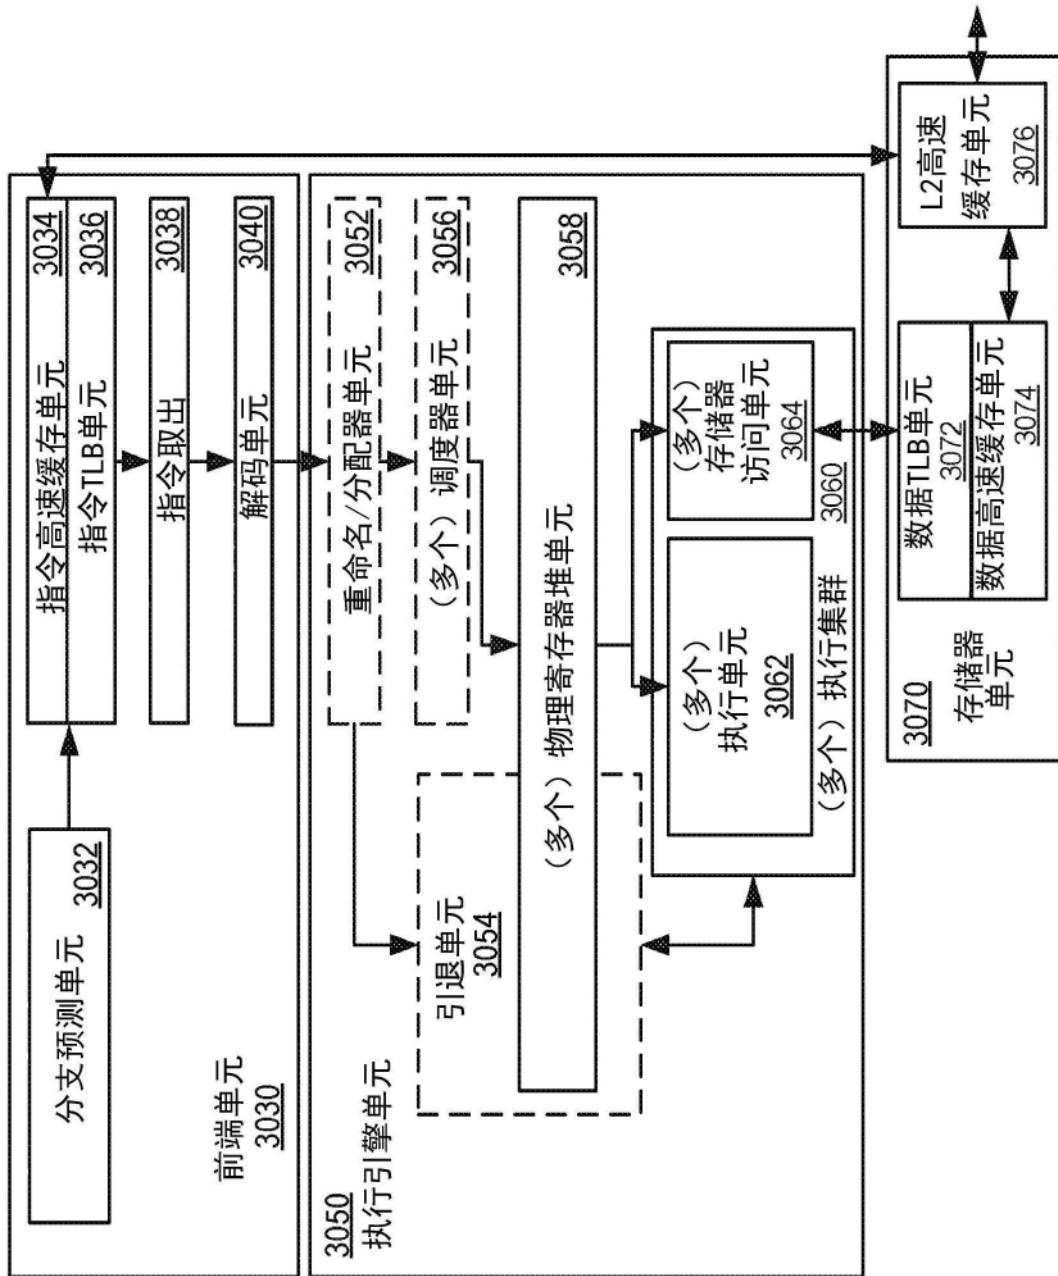 分支预测单元
3032
指令高速缓存单元
3034
指令TLB单元
3036
指令取出
3038
解码单元
3040
前端单元
3030
3050
执行引擎单元
重命名/分配器单元
3052
引退单元
3054
(多个)调度器单元
3056
(多个)物理寄存器堆单元
3058
(多个)
执行单元
3062
(多个)
存储器
访问单元
3064
(多个)执行集群
3060
3070
存储器
单元
数据TLB单元
3072
数据高速缓存单元
3074
L2高速
缓存单元
3076